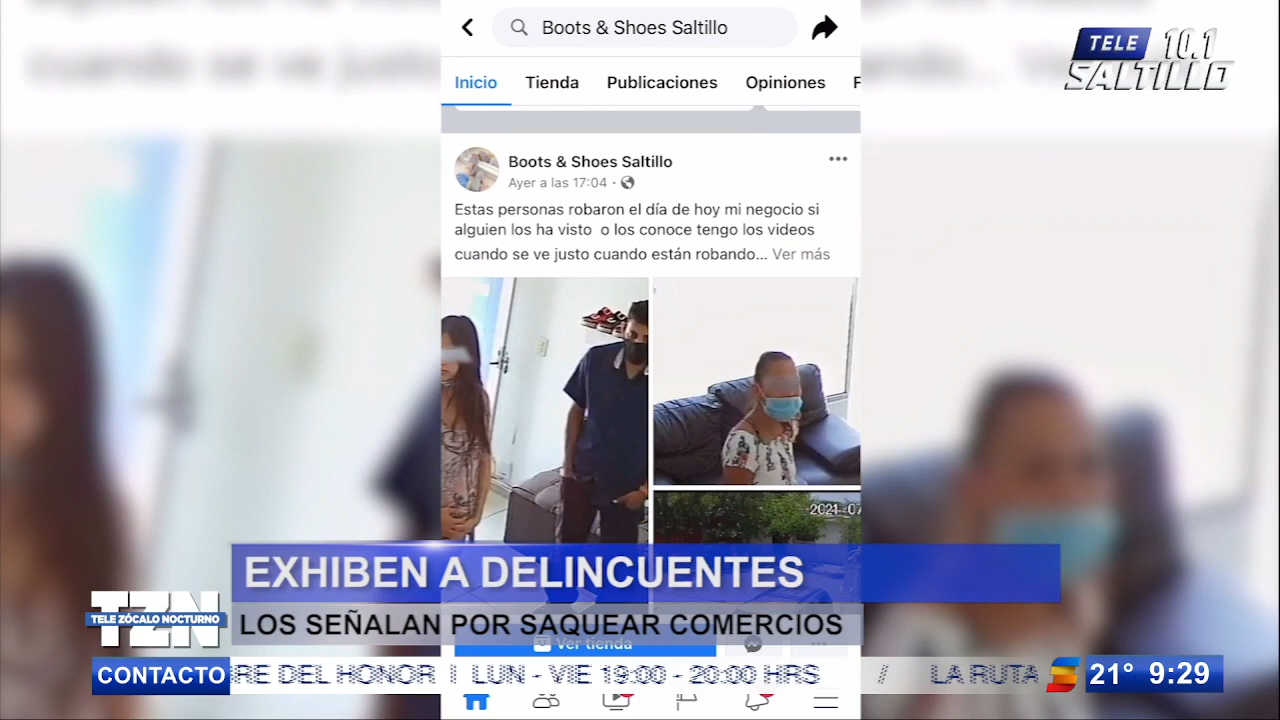 Boots & Shoes Saltillo
TELE 10.1
SALTILLO
Inicio Tienda Publicaciones Opiniones F
Boots & Shoes Saltillo
Ayer a las 17:04
Estas personas robaron el día de hoy mi negocio si
alguien los ha visto o los conoce tengo los videos
cuando se ve justo cuando están robando... Ver más
2021-07
EXHIBEN A DELINCUENTES
TZN
TELE ZÓCALO NOCTURNO
LOS SEÑALAN POR SAQUEAR COMERCIOS
Ver tienda
CONTACTO RE DEL HONOR | LUN - VIE 19:00 - 20:00 HRS / LA RUTA 21° 9:29